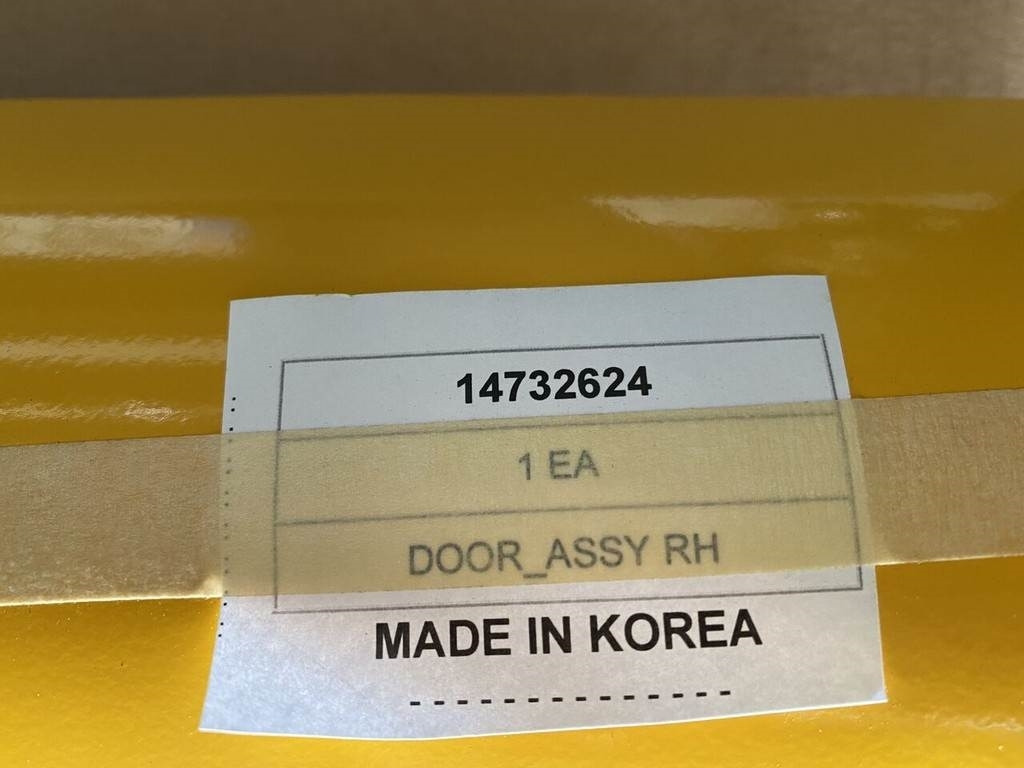 14732624
1 EA
DOOR_ASSY RH
MADE IN KOREA
--------------